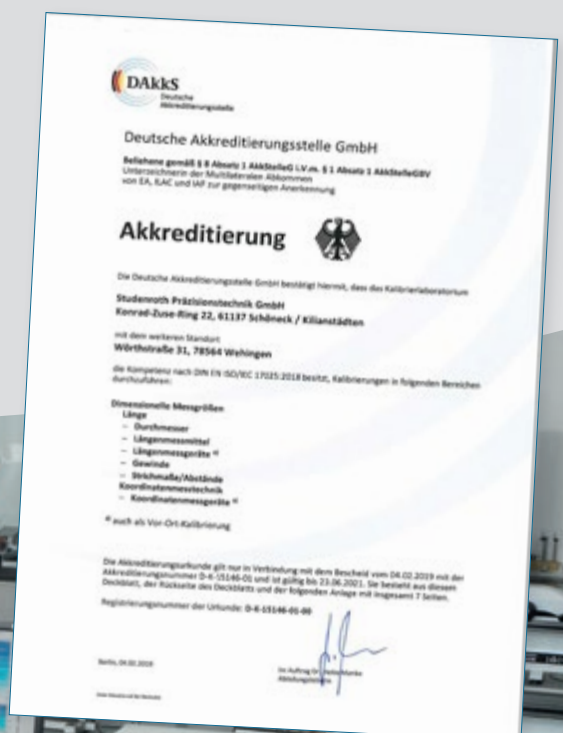 DAkkS
Deutsche
Akkreditierungsstelle
Deutsche Akkreditierungsstelle GmbH
Beliehene gemäß § 8 Absatz 1 AkkStelleG i.V.m. § 1 Absatz 1 AkkStelleGBV
Unterzeichnerin der Multilateralen Abkommen
von EA, ILAC und IAF zur gegenseitigen Anerkennung
Akkreditierung
Die Deutsche Akkreditierungsstelle GmbH bestätigt hiermit, dass das Kalibrierlaboratorium
Studenroth Präzisionstechnik GmbH
Konrad-Zuse-Ring 22, 61137 Schöneck / Kilianstädten
mit dem weiteren Standort
Wörthstraße 31, 78564 Wehingen
die Kompetenz nach DIN EN ISO/IEC 17025:2018 besitzt, Kalibrierungen in folgenden Bereichen
durchzuführen:
Dimensionelle Messgrößen
Länge
– Durchmesser
– Längenmessmittel
– Längenmessgeräte a)
– Gewinde
– Strichmaße/Abstände
Koordinatenmesstechnik
– Koordinatenmessgeräte a)
a) auch als Vor-Ort-Kalibrierung
Die Akkreditierungsurkunde gilt nur in Verbindung mit dem Bescheid vom 04.02.2019 mit der
Akkreditierungsnummer D-K-15146-01 und ist gültig bis 23.06.2021. Sie besteht aus diesem
Deckblatt, der Rückseite des Deckblatts und der folgenden Anlage mit insgesamt 7 Seiten.
Registrierungsnummer der Urkunde: D-K-15146-01-00
Berlin, 04.02.2019
Im Auftrag
Abteilungsleiter